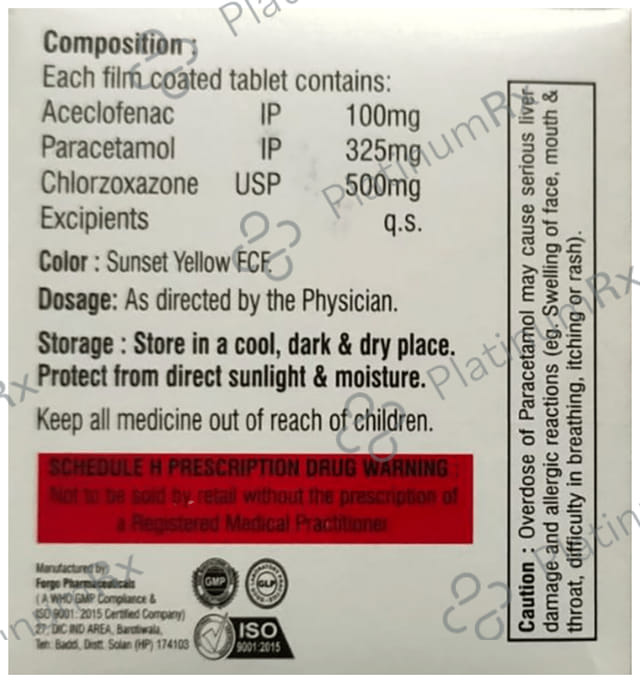 Composition :
Each film coated tablet contains:
Aceclofenac IP 100mg
Paracetamol IP 325mg
Chlorzoxazone USP 500mg
Excipients q.s.
Color : Sunset Yellow FCF.
Dosage: As directed by the Physician.
Storage : Store in a cool, dark & dry place.
Protect from direct sunlight & moisture.
Keep all medicine out of reach of children.
SCHEDULE H PRESCRIPTION DRUG WARNING :
Not to be sold by retail without the prescription of
a Registered Medical Practitioner
Manufactured by:
Forgo Pharmaceuticals
( A WHO GMP Compliance &
ISO 9001: 2015 Certified Company)
27, DIC IND AREA, Barotiwala,
Teh: Baddi, Distt. Solan (HP) 174103
GMP
GLP
ISO
9001:2015
Caution : Overdose of Paracetamol may cause serious liver
damage and allergic reactions (eg. Swelling of face, mouth &
throat, difficulty in breathing, itching or rash).
PlatinumRx
PlatinumRx